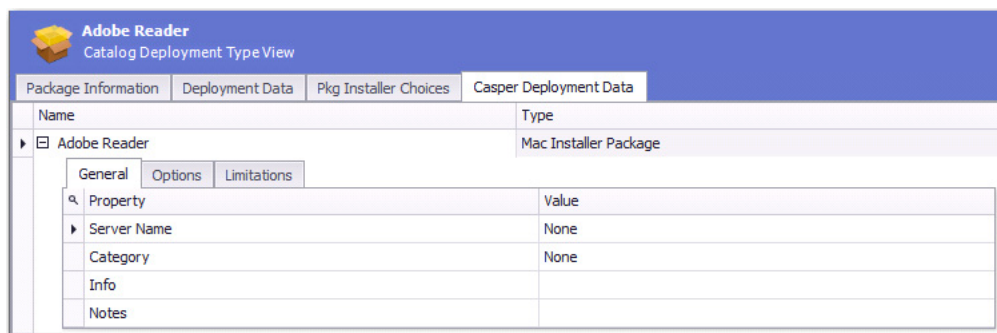 Adobe Reader
Catalog Deployment Type View
Package Information Deployment Data Pkg Installer Choices Casper Deployment Data
Name Type
Adobe Reader Mac Installer Package
General Options Limitations
Property Value
Server Name None
Category None
Info
Notes